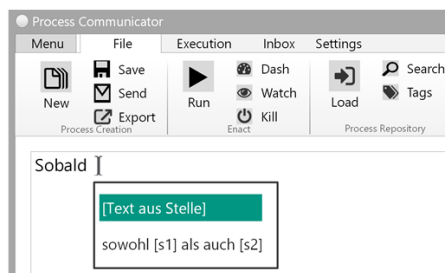 Process Communicator
Menu File Execution Inbox Settings
New
Save
Send
Export
Process Creation
Run
Dash
Watch
Kill
Enact
Load
Search
Tags
Process Repository
Sobald
[Text aus Stelle]
sowohl [s1] als auch [s2]